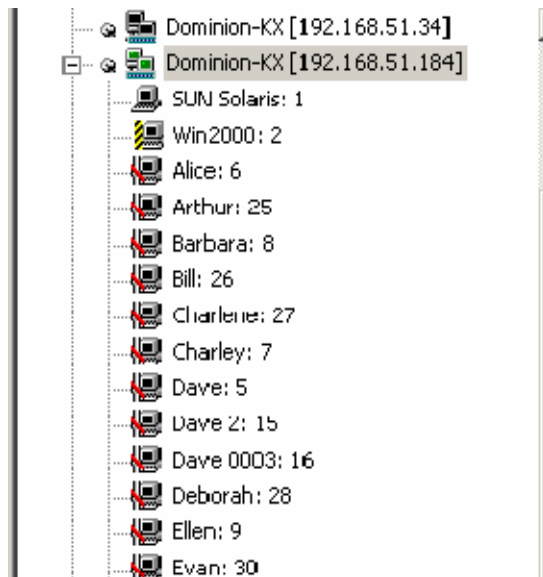 Dominion-KX [192.168.51.34]
Dominion-KX [192.168.51.184]
SUN Solaris: 1
Win2000: 2
Alice: 6
Arthur: 25
Barbara: 8
Bill: 26
Charlene: 27
Charley: 7
Dave: 5
Dave 2: 15
Dave 0003: 16
Deborah: 28
Ellen: 9
Evan: 30